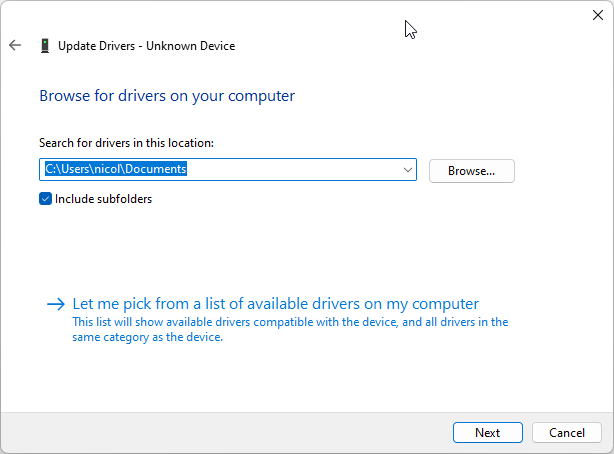 Update Drivers - Unknown Device
Browse for drivers on your computer
Search for drivers in this location:
C:\Users\nicol\Documents
Browse...
Include subfolders
Let me pick from a list of available drivers on my computer
This list will show available drivers compatible with the device, and all drivers in the
same category as the device.
Next
Cancel